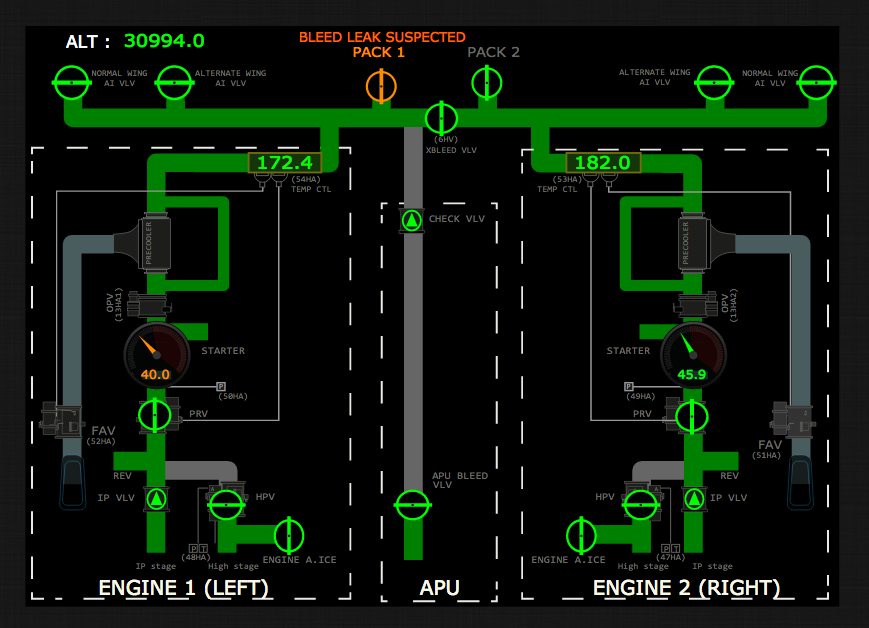 ALT : 30994.0
BLEED LEAK SUSPECTED
PACK 1
PACK 2
NORMAL WING
AI VLV
ALTERNATE WING
AI VLV
ALTERNATE WING
AI VLV
NORMAL WING
AI VLV
(6HV)
XBLEED VLV
172.4
(54HA)
TEMP CTL
182.0
(53HA)
TEMP CTL
CHECK VLV
PRECOOLER
PRECOOLER
OPV
(13HA1)
OPV
(13HA2)
STARTER
STARTER
40.0
45.9
P
(50HA)
P
(49HA)
PRV
PRV
FAV
(52HA)
FAV
(51HA)
REV
REV
APU BLEED
VLV
IP VLV
HPV
HPV
IP VLV
P T
(48HA)
ENGINE A.ICE
ENGINE A.ICE
P T
(47HA)
IP stage
High stage
High stage
IP stage
ENGINE 1 (LEFT)
APU
ENGINE 2 (RIGHT)